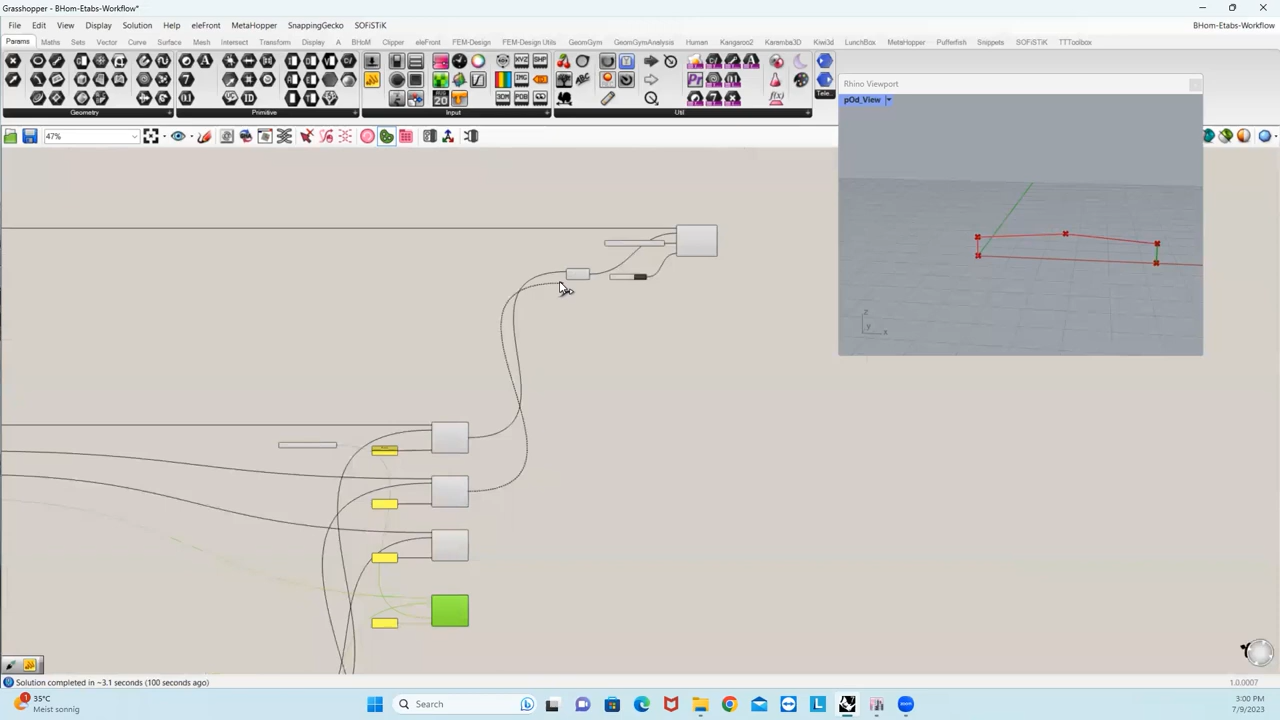 Grasshopper - BHom-Etabs-Workflow*
File Edit View Display Solution Help eleFront MetaHopper SnappingGecko SOFiSTiK
BHom-Etabs-Workflow*
Params Maths Sets Vector Curve Surface Mesh Intersect Transform Display A BHoM Clipper eleFront FEM-Design FEM-Design Utils GeomGym GeomGymAnalysis Human Kangaroo2 Karamba3D Kiwi3d LunchBox MetaHopper Pufferfish Snippets SOFiSTiK TTToolbox
Geometry Primitive Input Util Tele...
47%
Rhino Viewport
pOd_View
z
y
x
Solution completed in ~3.1 seconds (100 seconds ago)
1.0.0007
35°C
Meist sonnig
Search
3:00 PM
7/9/2023